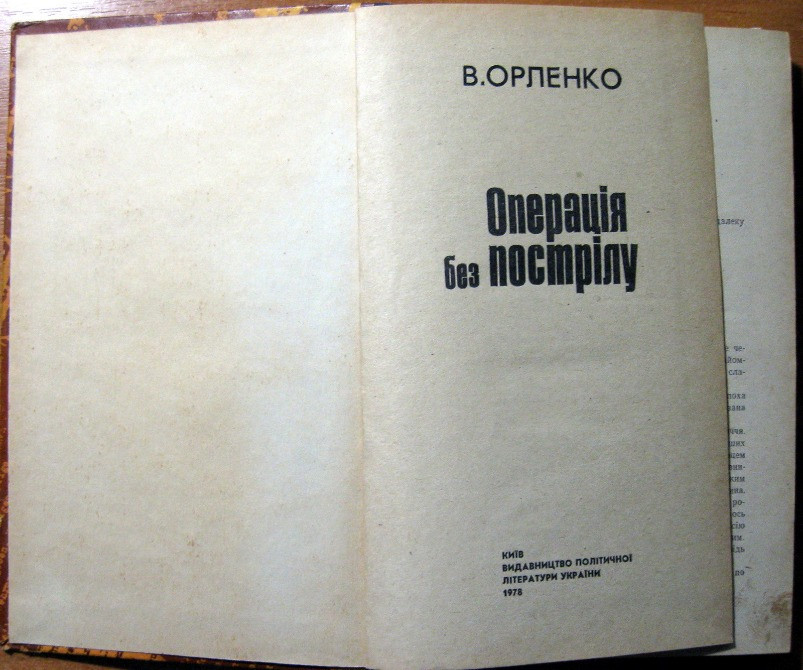 В.ОРЛЕНКО
Операція
без пострілу
КИЇВ
ВИДАВНИЦТВО ПОЛІТИЧНОЇ
ЛІТЕРАТУРИ УКРАЇНИ
1978